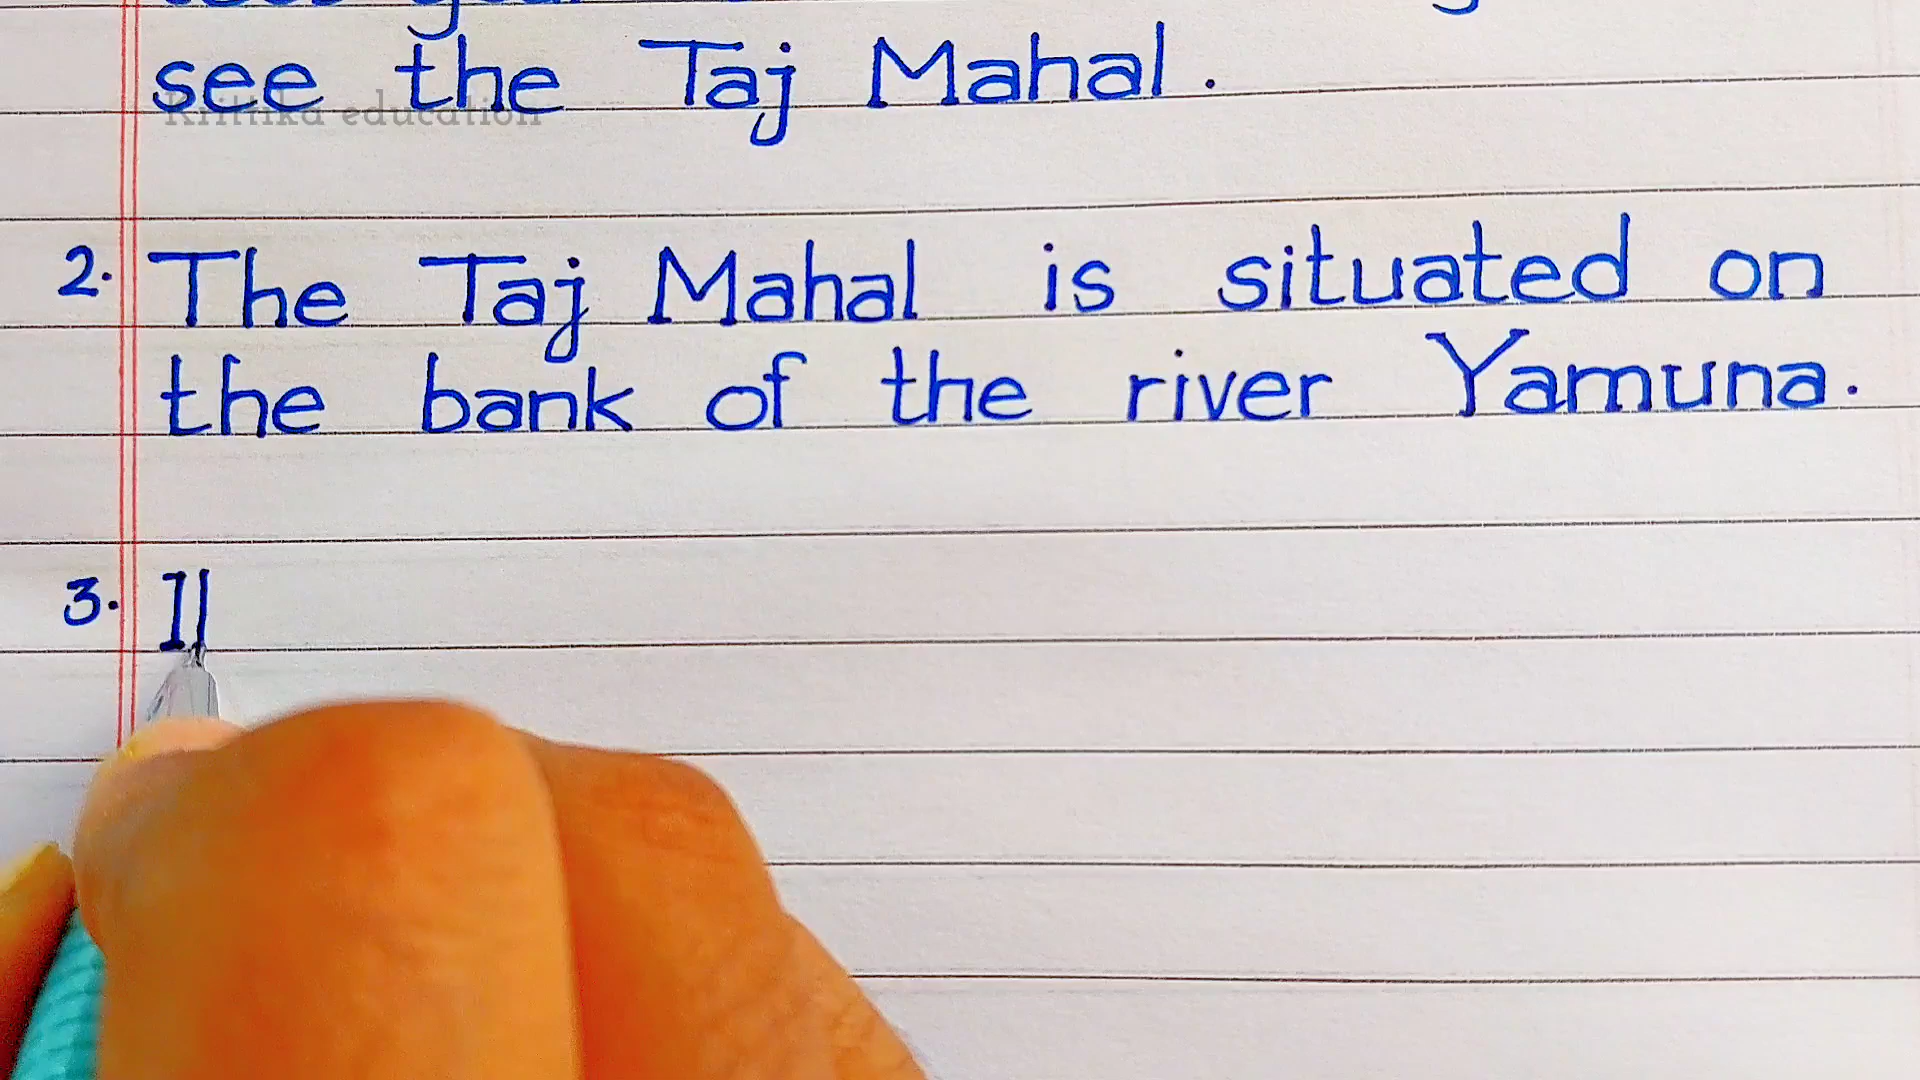 see the Taj Mahal.
Krittika education
2. The Taj Mahal is situated on
the bank of the river Yamuna.
3.